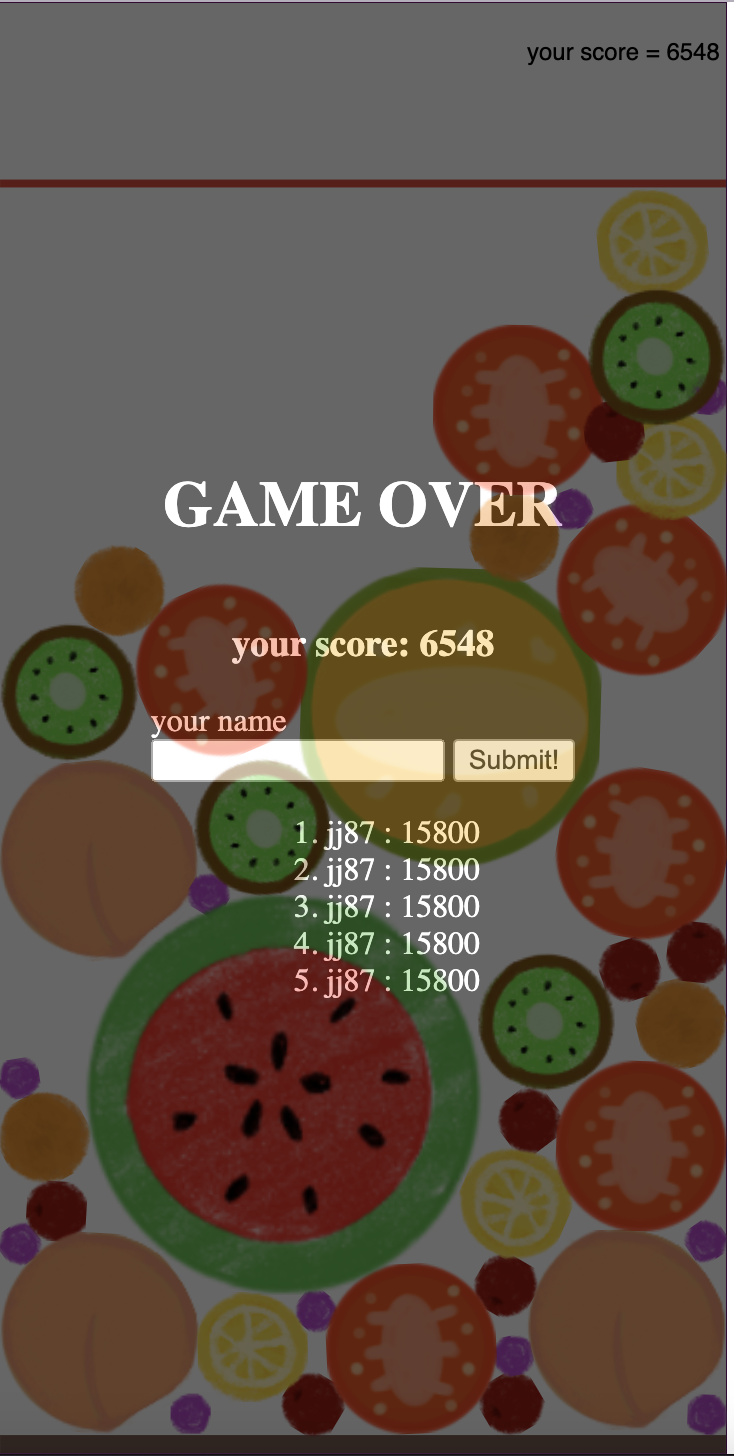 your score = 6548
GAME OVER
your score: 6548
your name
Submit!
1. jj87 : 15800
2. jj87 : 15800
3. jj87 : 15800
4. jj87 : 15800
5. jj87 : 15800